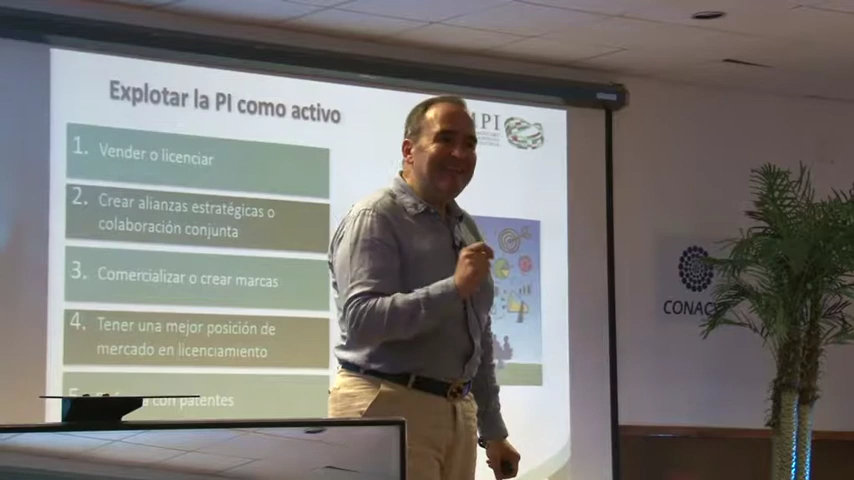 Explotar la PI como activo
MPI
1. Vender o licenciar
2. Crear alianzas estratégicas o
colaboración conjunta
3. Comercializar o crear marcas
4. Tener una mejor posición de
mercado en licenciamiento
con patentes
CONAC